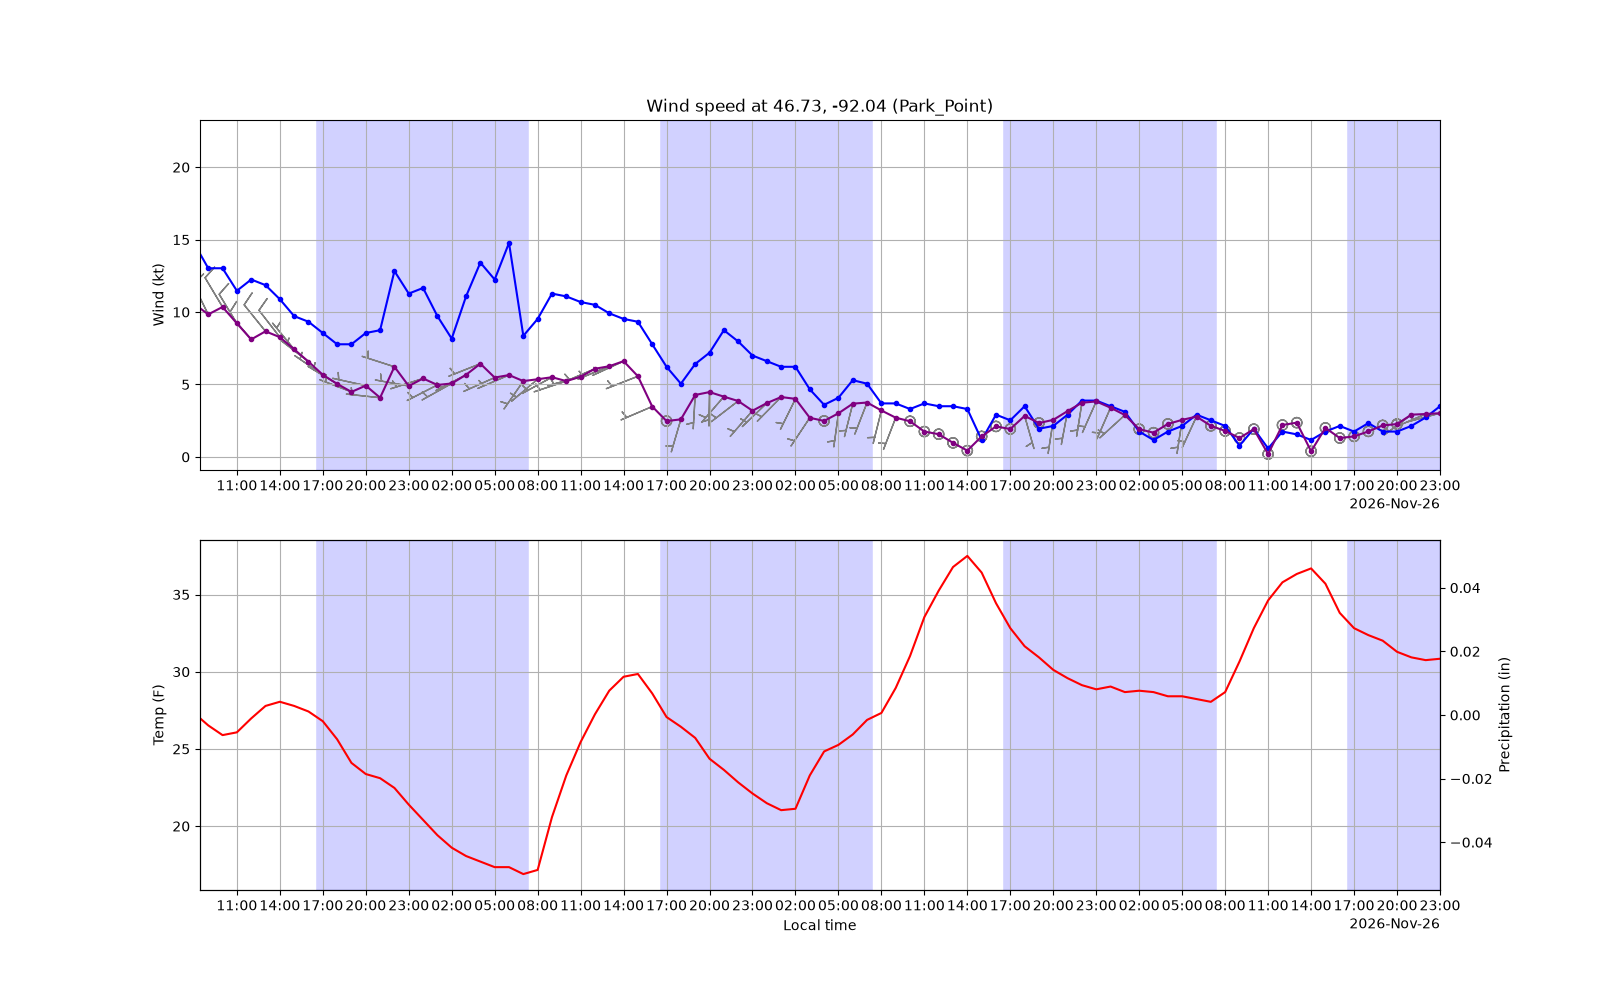 Wind speed at 46.73, -92.04 (Park_Point)
Wind (kt)
20
15
10
5
0
11:00 14:00 17:00 20:00 23:00 02:00 05:00 08:00 11:00 14:00 17:00 20:00 23:00 02:00 05:00 08:00 11:00 14:00 17:00 20:00 23:00 02:00 05:00 08:00 11:00 14:00 17:00 20:00 23:00
2026-Nov-26
Temp (F)
35
30
25
20
0.04
0.02
0.00
−0.02
−0.04
Precipitation (in)
11:00 14:00 17:00 20:00 23:00 02:00 05:00 08:00 11:00 14:00 17:00 20:00 23:00 02:00 05:00 08:00 11:00 14:00 17:00 20:00 23:00 02:00 05:00 08:00 11:00 14:00 17:00 20:00 23:00
Local time
2026-Nov-26